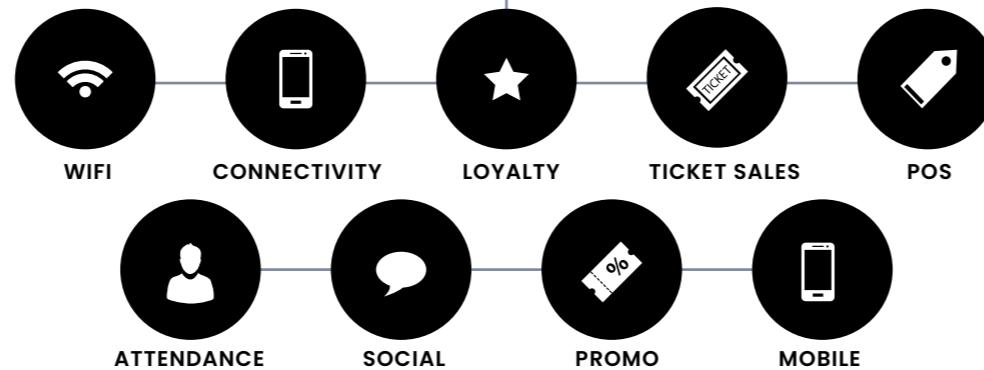 TICKET
WIFI CONNECTIVITY LOYALTY TICKET SALES POS
%
ATTENDANCE SOCIAL PROMO MOBILE